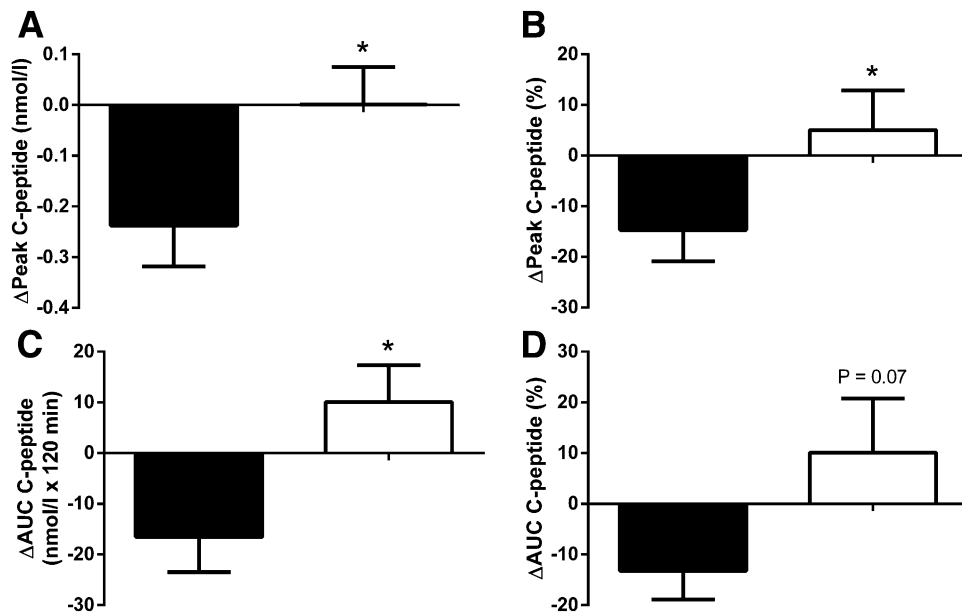 A
ΔPeak C-peptide (nmol/l)
0.1
0.0
-0.1
-0.2
-0.3
-0.4
*
B
ΔPeak C-peptide (%)
20
10
0
-10
-20
-30
*
C
ΔAUC C-peptide
(nmol/l x 120 min)
20
10
0
-10
-20
-30
*
D
ΔAUC C-peptide (%)
30
20
10
0
-10
-20
P = 0.07